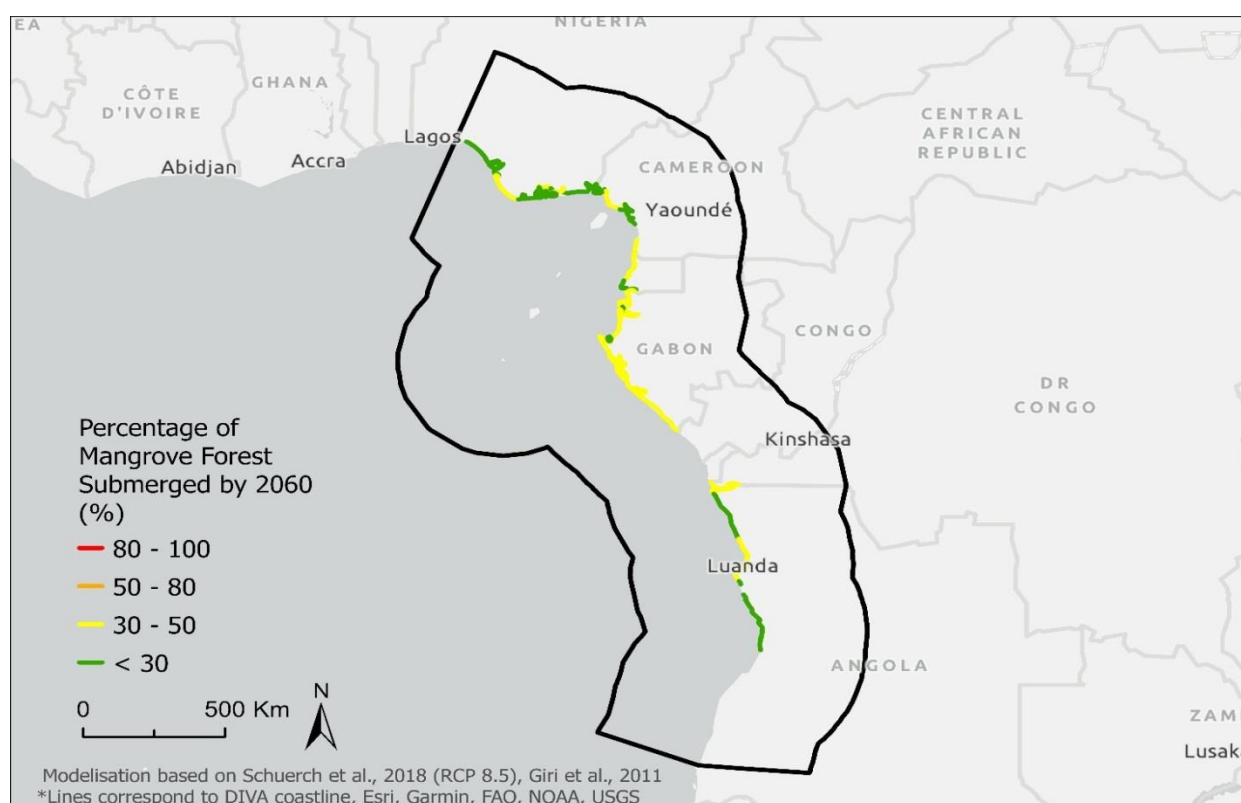 NIGERIA
EA
CÔTE
D'IVOIRE
GHANA
Lagos
Abidjan
Accra
CENTRAL
AFRICAN
REPUBLIC
CAMEROON
Yaoundé
GABON
CONGO
DR
CONGO
Kinshasa
Luanda
ANGOLA
ZAM
Lusaka
Percentage of
Mangrove Forest
Submerged by 2060
(%)
80 - 100
50 - 80
30 - 50
< 30
N
0 500 Km
Modelisation based on Schuerch et al., 2018 (RCP 8.5), Giri et al., 2011
*Lines correspond to DIVA coastline, Esri, Garmin, FAO, NOAA, USGS